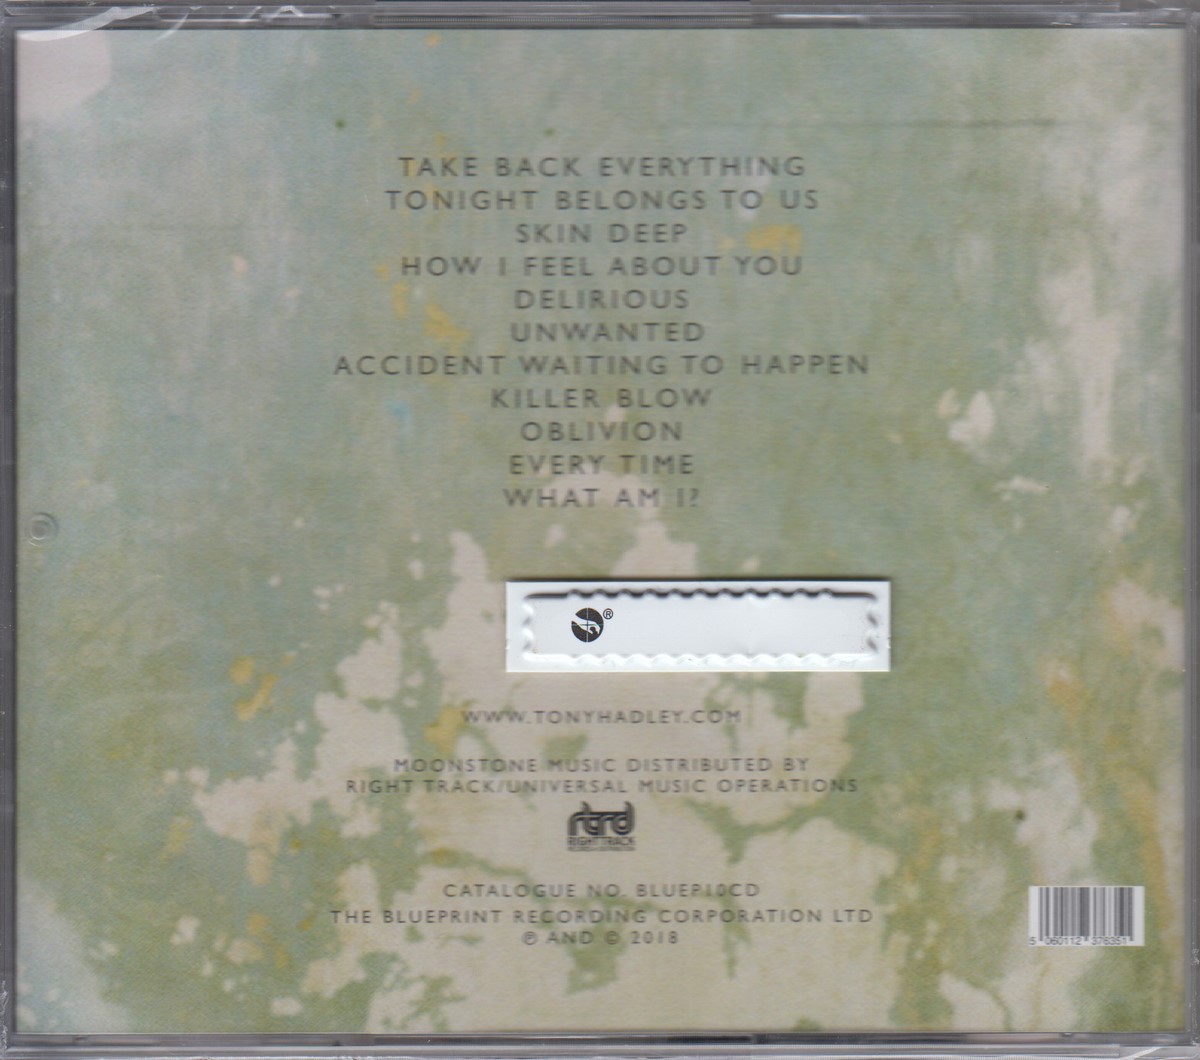 TAKE BACK EVERYTHING
TONIGHT BELONGS TO US
SKIN DEEP
HOW I FEEL ABOUT YOU
DELIRIOUS
UNWANTED
ACCIDENT WAITING TO HAPPEN
KILLER BLOW
OBLIVION
EVERY TIME
WHAT AM I?
®
WWW.TONYHADLEY.COM
MOONSTONE MUSIC DISTRIBUTED BY
RIGHT TRACK/UNIVERSAL MUSIC OPERATIONS
rtrd
RIGHT TRACK
CATALOGUE NO. BLUEP10CD
THE BLUEPRINT RECORDING CORPORATION LTD
℗ AND © 2018
5 060112 376351